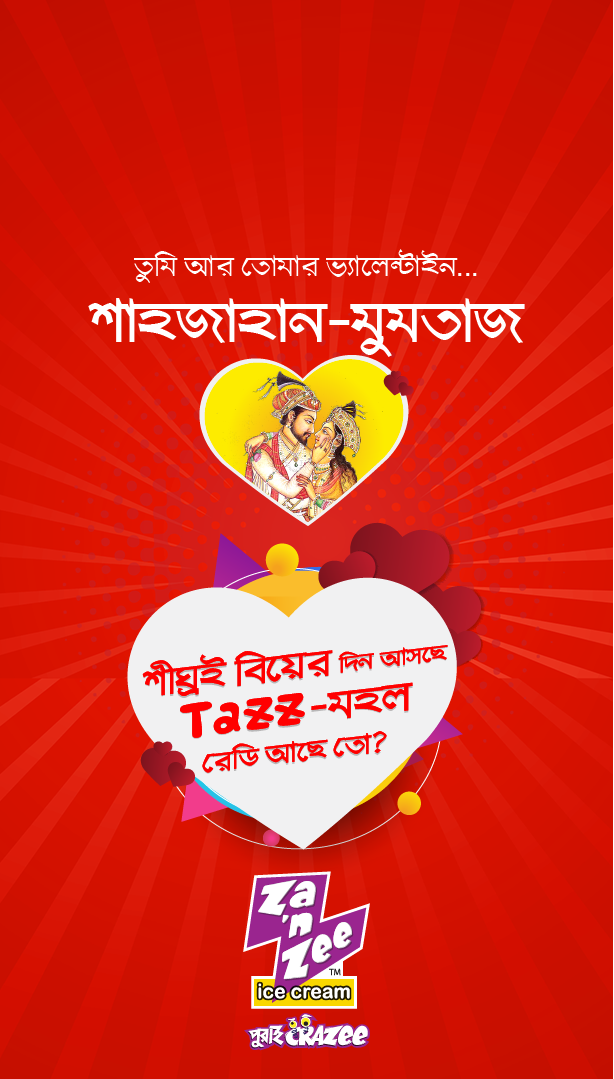 তুমি আর তোমার ভ্যালেন্টাইন...
শাহজাহান-মুমতাজ
শীঘ্রই বিয়ের দিন আসছে
Tazz-মহল
রেডি আছে তো?
Za
'n
Zee
TM
ice cream
পুরাই CRAZEE